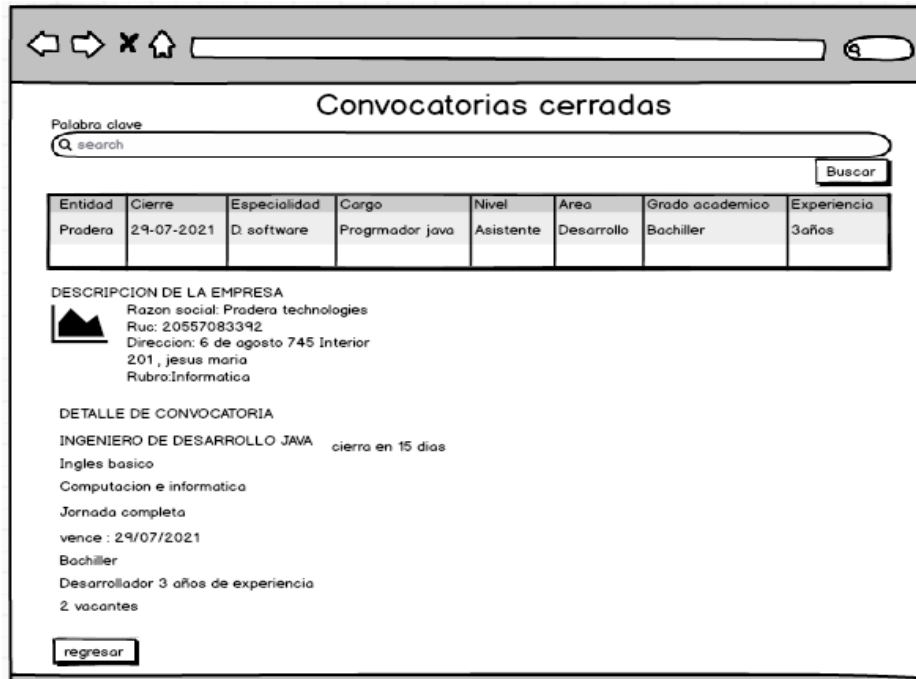 Convocatorias cerradas
Palabra clave
search
Buscar
Entidad Cierre Especialidad Cargo Nivel Area Grado academico Experiencia
Pradera 29-07-2021 D. software Progrmador java Asistente Desarrollo Bachiller 3años
DESCRIPCION DE LA EMPRESA
Razon social: Pradera technologies
Ruc: 20557083392
Direccion: 6 de agosto 745 Interior
201 , jesus maria
Rubro:Informatica
DETALLE DE CONVOCATORIA
INGENIERO DE DESARROLLO JAVA cierra en 15 dias
Ingles basico
Computacion e informatica
Jornada completa
vence : 29/07/2021
Bachiller
Desarrollador 3 años de experiencia
2 vacantes
regresar